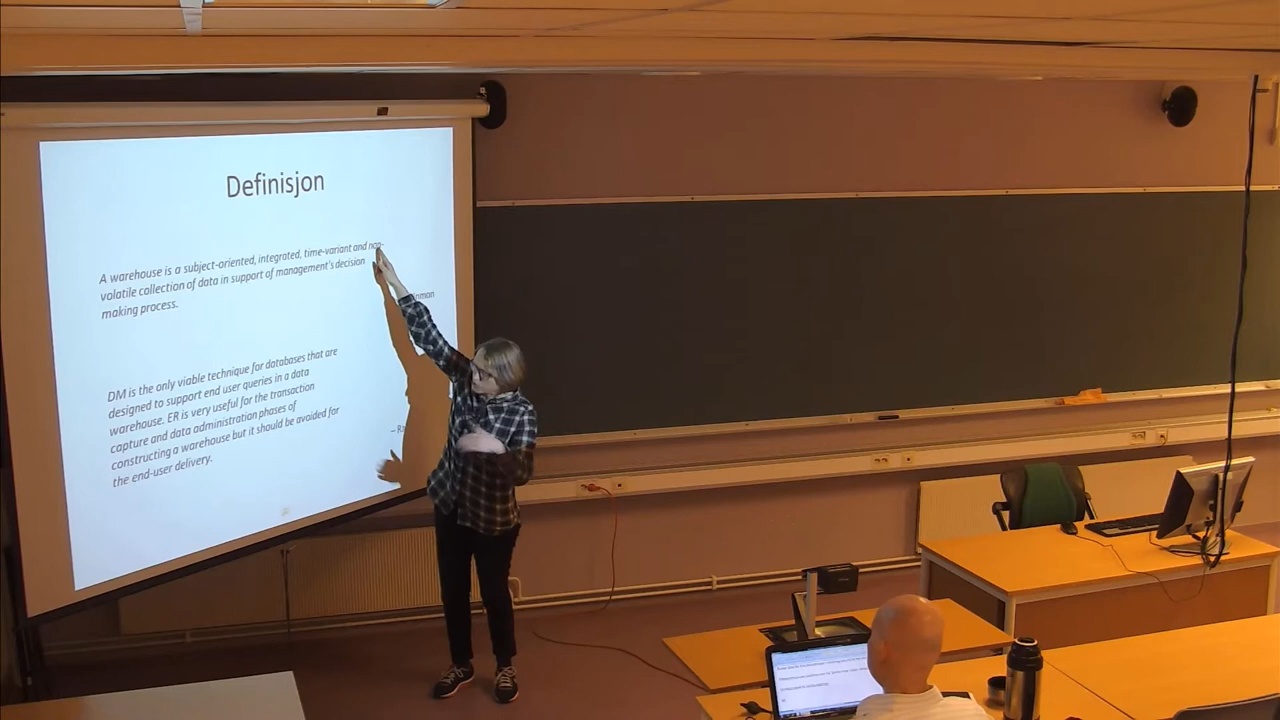 Definisjon
A warehouse is a subject-oriented, integrated, time-variant and non-
volatile collection of data in support of management's decision
making process.
Inmon
DM is the only viable technique for databases that are
designed to support end user queries in a data
warehouse. ER is very useful for the transaction
capture and data administration phases of
constructing a warehouse but it should be avoided for
the end-user delivery.